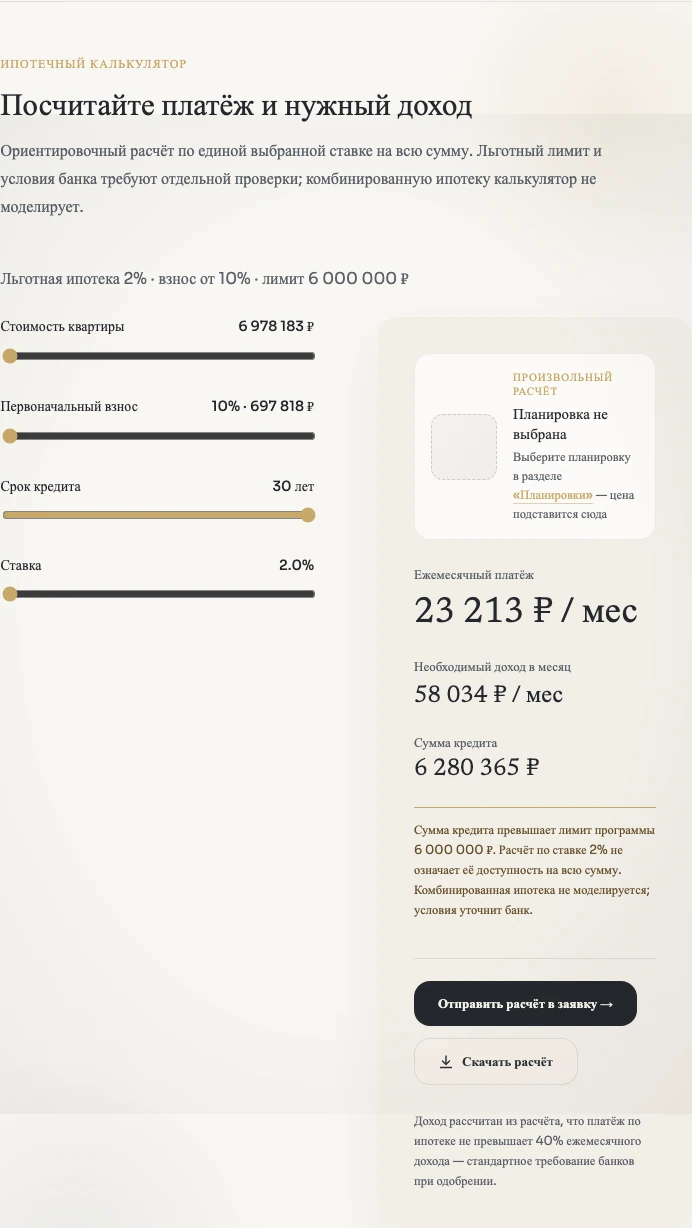 ИПОТЕЧНЫЙ КАЛЬКУЛЯТОР
Посчитайте платёж и нужный доход
Ориентировочный расчёт по единой выбранной ставке на всю сумму. Льготный лимит и
условия банка требуют отдельной проверки; комбинированную ипотеку калькулятор не
моделирует.
Льготная ипотека 2% · взнос от 10% · лимит 6 000 000 ₽
Стоимость квартиры 6 978 183 ₽
Первоначальный взнос 10% · 697 818 ₽
Срок кредита 30 лет
Ставка 2.0%
ПРОИЗВОЛЬНЫЙ
РАСЧЁТ
Планировка не
выбрана
Выберите планировку
в разделе
«Планировки» — цена
подставится сюда
Ежемесячный платёж
23 213 ₽ / мес
Необходимый доход в месяц
58 034 ₽ / мес
Сумма кредита
6 280 365 ₽
Сумма кредита превышает лимит программы
6 000 000 ₽. Расчёт по ставке 2% не
означает её доступность на всю сумму.
Комбинированная ипотека не моделируется;
условия уточнит банк.
Отправить расчёт в заявку →
Скачать расчёт
Доход рассчитан из расчёта, что платёж по
ипотеке не превышает 40% ежемесячного
дохода — стандартное требование банков
при одобрении.